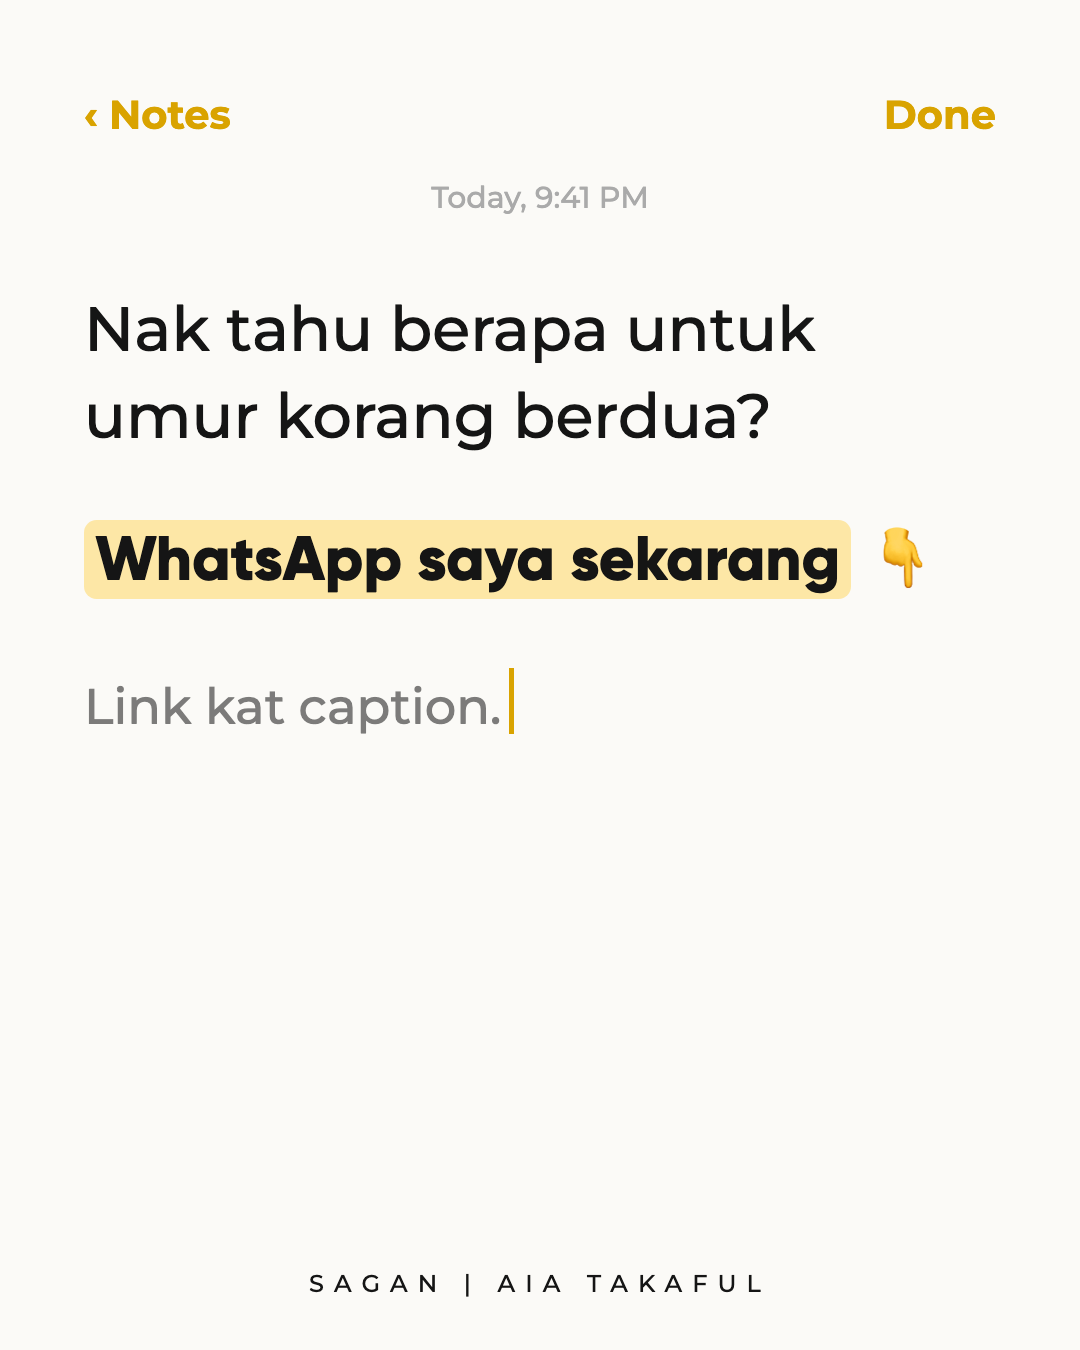 ‹ Notes
Done
Today, 9:41 PM
Nak tahu berapa untuk
umur korang berdua?
WhatsApp saya sekarang 👇
Link kat caption.
SAGAN | AIA TAKAFUL